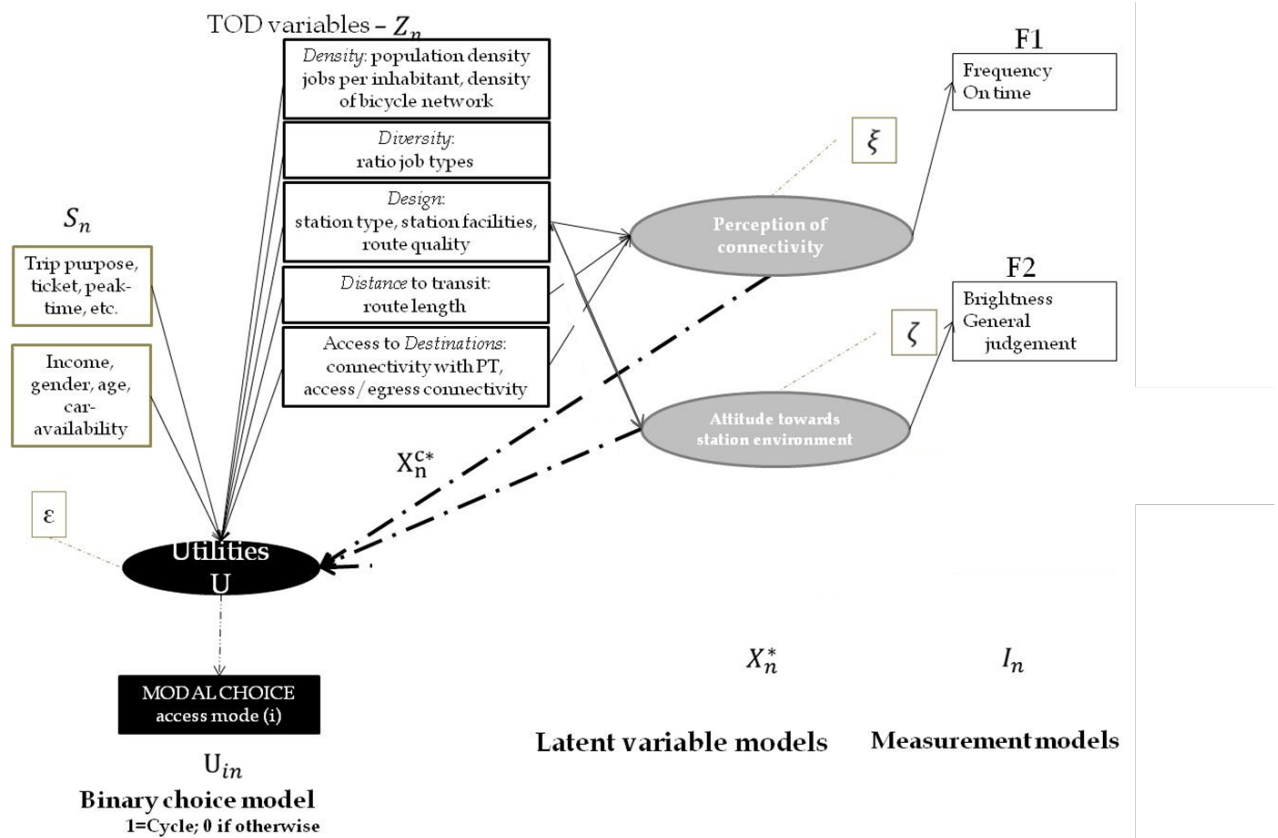 TOD variables – Z_n
Density: population density
jobs per inhabitant, density
of bicycle network
Diversity:
ratio job types
Design:
station type, station facilities,
route quality
Distance to transit:
route length
Access to Destinations:
connectivity with PT,
access / egress connectivity
S_n
Trip purpose,
ticket, peak-
time, etc.
Income,
gender, age,
car-
availability
ε
Utilities
U
MODAL CHOICE
access mode (i)
U_{in}
Binary choice model
1=Cycle; 0 if otherwise
X_n^{c*}
ξ
Perception of
connectivity
ζ
Attitude towards
station environment
F1
Frequency
On time
F2
Brightness
General
judgement
X_n^*
I_n
Latent variable models
Measurement models